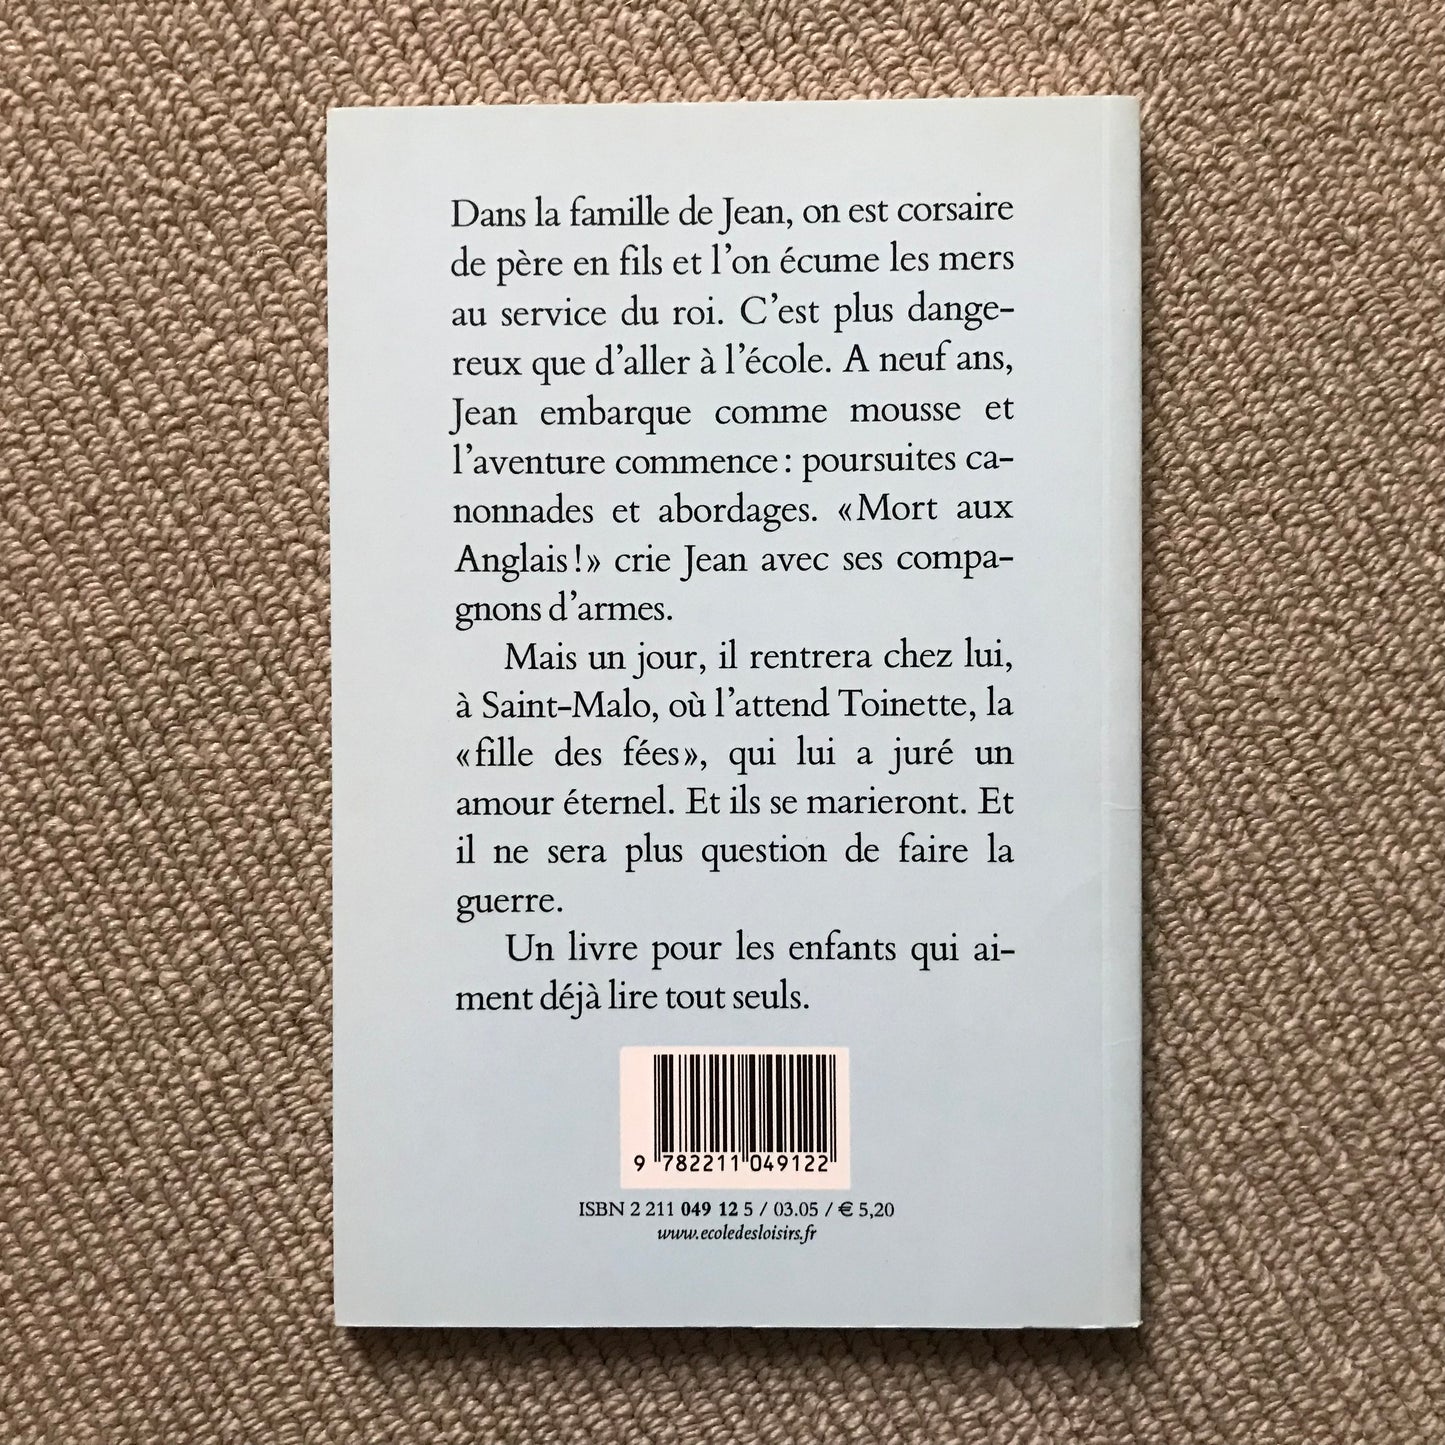 Dans la famille de Jean, on est corsaire
de père en fils et l'on écume les mers
au service du roi. C'est plus dange-
reux que d'aller à l'école. A neuf ans,
Jean embarque comme mousse et
l'aventure commence : poursuites ca-
nonnades et abordages. « Mort aux
Anglais ! » crie Jean avec ses compa-
gnons d'armes.
Mais un jour, il rentrera chez lui,
à Saint-Malo, où l'attend Toinette, la
« fille des fées », qui lui a juré un
amour éternel. Et ils se marieront. Et
il ne sera plus question de faire la
guerre.
Un livre pour les enfants qui ai-
ment déjà lire tout seuls.
9 782211 049122
ISBN 2 211 049 12 5 / 03.05 / € 5,20
www.ecoledesloisirs.fr